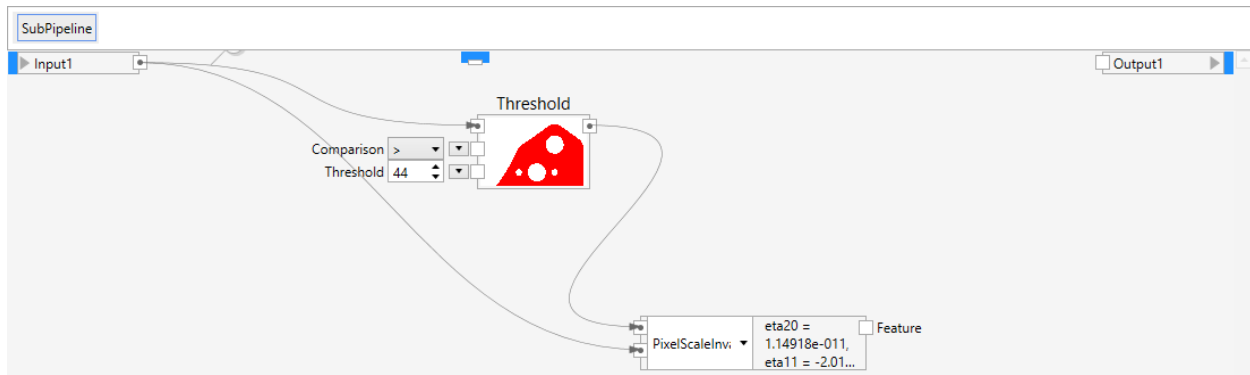 SubPipeline
Input1
Output1
Threshold
Comparison >
Threshold 44
PixelScaleInv
eta20 =
1.14918e-011,
eta11 = -2.01...
Feature